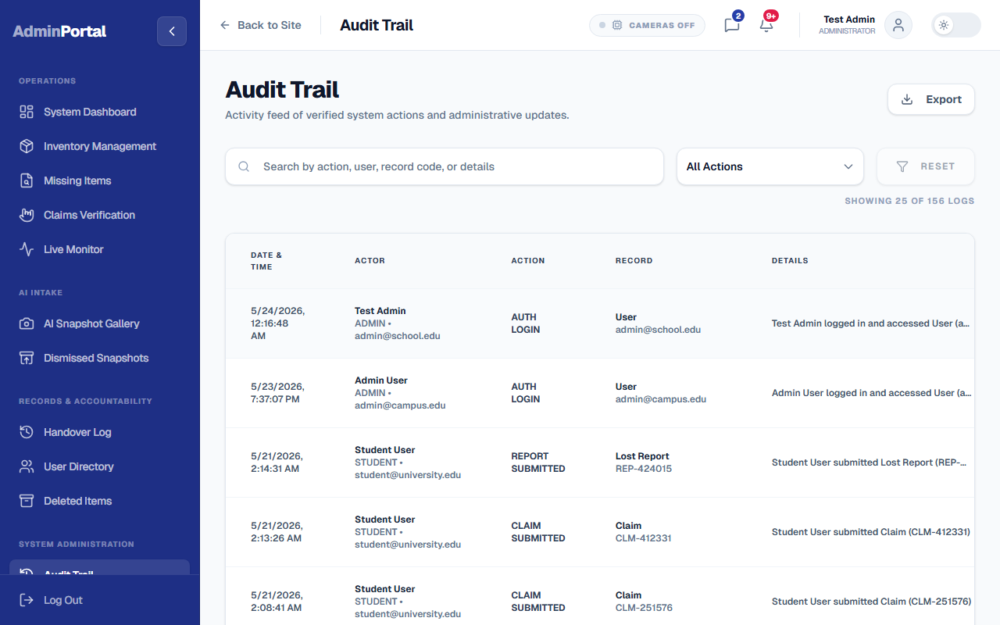 AdminPortal
OPERATIONS
System Dashboard
Inventory Management
Missing Items
Claims Verification
Live Monitor
AI INTAKE
AI Snapshot Gallery
Dismissed Snapshots
RECORDS & ACCOUNTABILITY
Handover Log
User Directory
Deleted Items
SYSTEM ADMINISTRATION
Audit Trail
Log Out
Back to Site
Audit Trail
CAMERAS OFF
2
9+
Test Admin
ADMINISTRATOR
Audit Trail
Activity feed of verified system actions and administrative updates.
Export
Search by action, user, record code, or details
All Actions
RESET
SHOWING 25 OF 156 LOGS
DATE &
TIME
ACTOR
ACTION
RECORD
DETAILS
5/24/2026,
12:16:48
AM
Test Admin
ADMIN •
admin@school.edu
AUTH
LOGIN
User
admin@school.edu
Test Admin logged in and accessed User (a...
5/23/2026,
7:37:07 PM
Admin User
ADMIN •
admin@campus.edu
AUTH
LOGIN
User
admin@campus.edu
Admin User logged in and accessed User (a...
5/21/2026,
2:14:31 AM
Student User
STUDENT •
student@university.edu
REPORT
SUBMITTED
Lost Report
REP-424015
Student User submitted Lost Report (REP-...
5/21/2026,
2:13:26 AM
Student User
STUDENT •
student@university.edu
CLAIM
SUBMITTED
Claim
CLM-412331
Student User submitted Claim (CLM-412331)
5/21/2026,
2:08:41 AM
Student User
STUDENT •
student@university.edu
CLAIM
SUBMITTED
Claim
CLM-251576
Student User submitted Claim (CLM-251576)